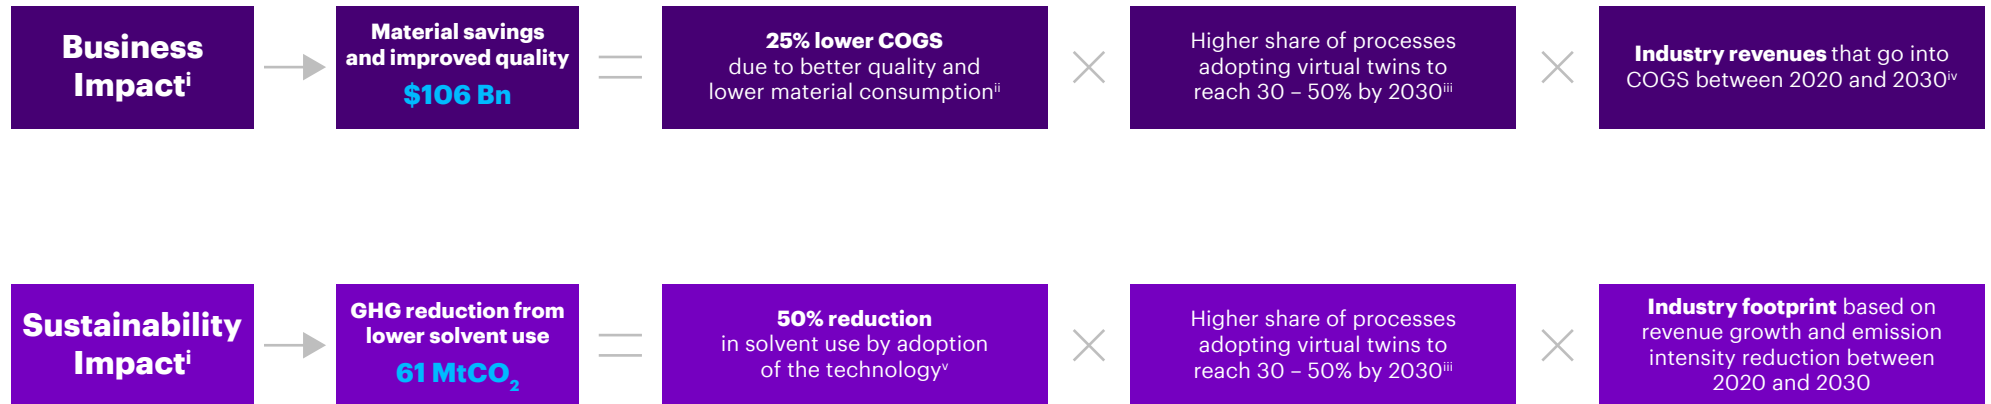 Business
Impactⁱ
Material savings
and improved quality
$106 Bn
25% lower COGS
due to better quality and
lower material consumptionⁱⁱ
Higher share of processes
adopting virtual twins to
reach 30 – 50% by 2030ⁱⁱⁱ
Industry revenues that go into
COGS between 2020 and 2030ⁱᵛ
Sustainability
Impactⁱ
GHG reduction from
lower solvent use
61 MtCO₂
50% reduction
in solvent use by adoption
of the technologyᵛ
Higher share of processes
adopting virtual twins to
reach 30 – 50% by 2030ⁱⁱⁱ
Industry footprint based on
revenue growth and emission
intensity reduction between
2020 and 2030